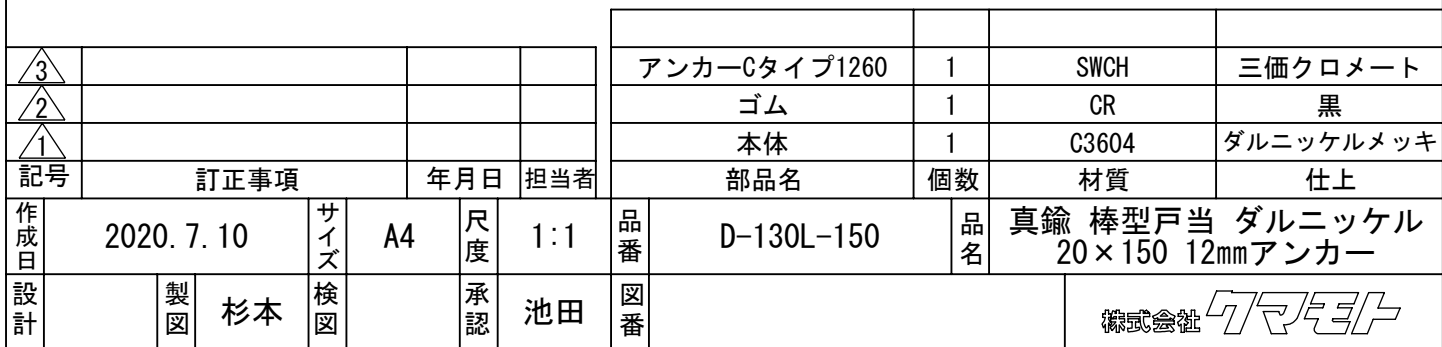 3
アンカーCタイプ1260 1 SWCH 三価クロメート
2
ゴム 1 CR 黒
1
本体 1 C3604 ダルニッケルメッキ
記号 訂正事項 年月日 担当者 部品名 個数 材質 仕上
作成日 2020.7.10 サイズ A4 尺度 1:1 品番 D-130L-150 品名 真鍮 棒型戸当 ダルニッケル
20×150 12mmアンカー
設計 製図 杉本 検図 承認 池田 図番 株式会社クマモト